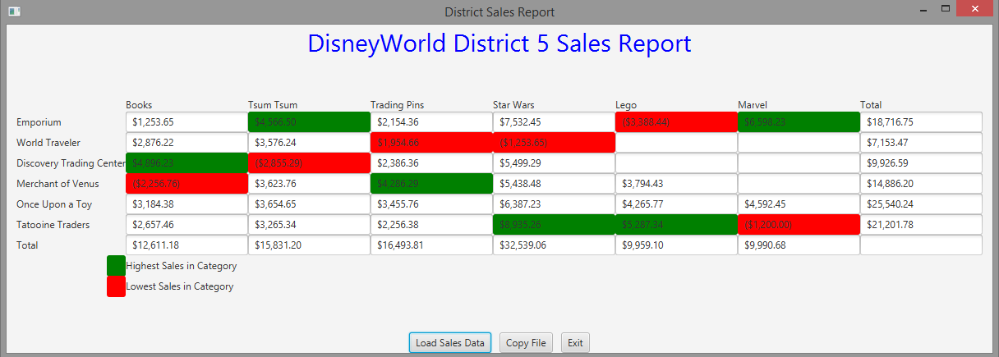 District Sales Report
DisneyWorld District 5 Sales Report
Books Tsum Tsum Trading Pins Star Wars Lego Marvel Total
Emporium $1,253.65 $4,566.50 $2,154.36 $7,532.45 ($3,388.44) $6,598.23 $18,716.75
World Traveler $2,876.22 $3,576.24 $1,954.66 ($1,253.65) $7,153.47
Discovery Trading Center $4,896.23 ($2,855.29) $2,386.36 $5,499.29 $9,926.59
Merchant of Venus ($2,256.76) $3,623.76 $4,286.29 $5,438.48 $3,794.43 $14,886.20
Once Upon a Toy $3,184.38 $3,654.65 $3,455.76 $6,387.23 $4,265.77 $4,592.45 $25,540.24
Tatooine Traders $2,657.46 $3,265.34 $2,256.38 $8,935.26 $5,287.34 ($1,200.00) $21,201.78
Total $12,611.18 $15,831.20 $16,493.81 $32,539.06 $9,959.10 $9,990.68
Highest Sales in Category
Lowest Sales in Category
Load Sales Data Copy File Exit